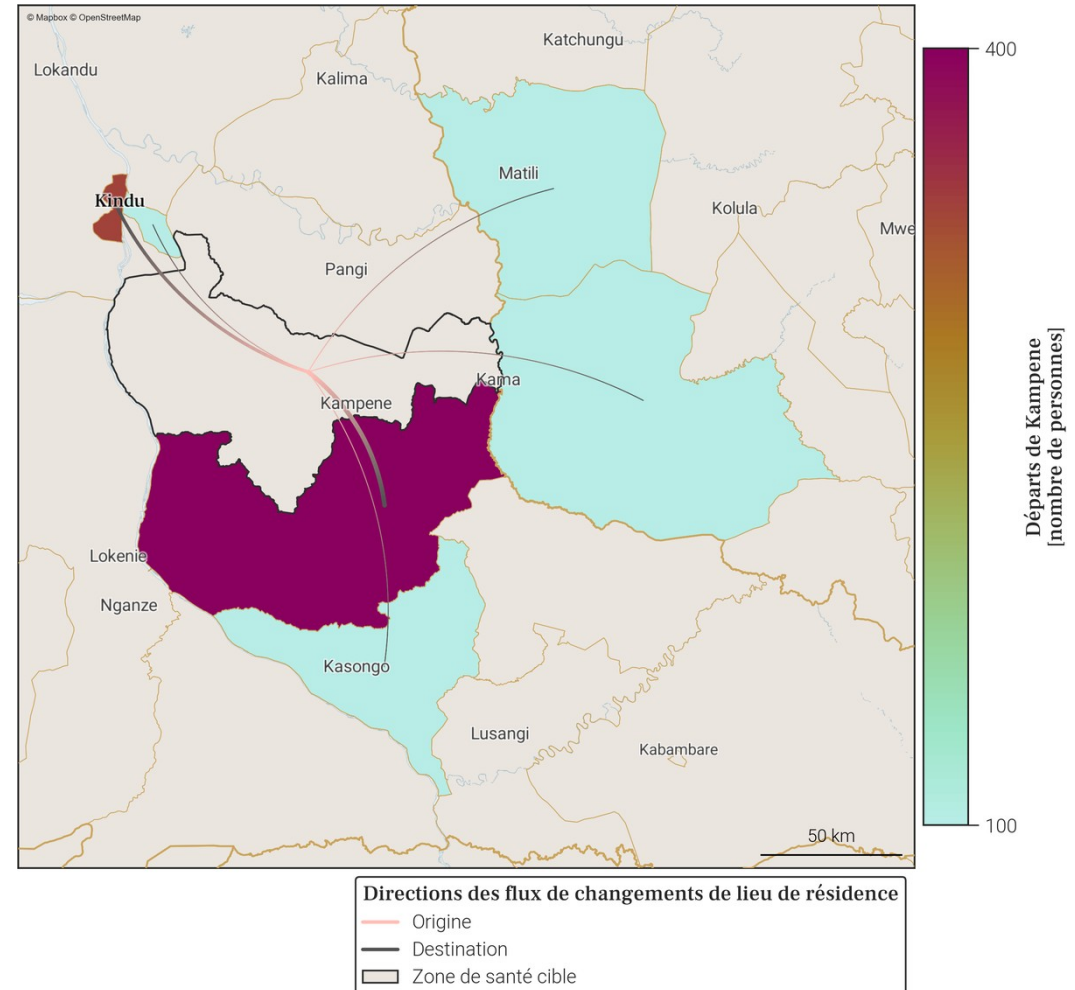 © Mapbox © OpenStreetMap
Katchungu
Lokandu
Kalima
Matili
Kindu
Kolula
Mwe
Pangi
Kama
Kampene
Lokenie
Nganze
Kasongo
Lusangi
Kabambare
50 km
400
100
Départs de Kampene
[nombre de personnes]
Directions des flux de changements de lieu de résidence
Origine
Destination
Zone de santé cible